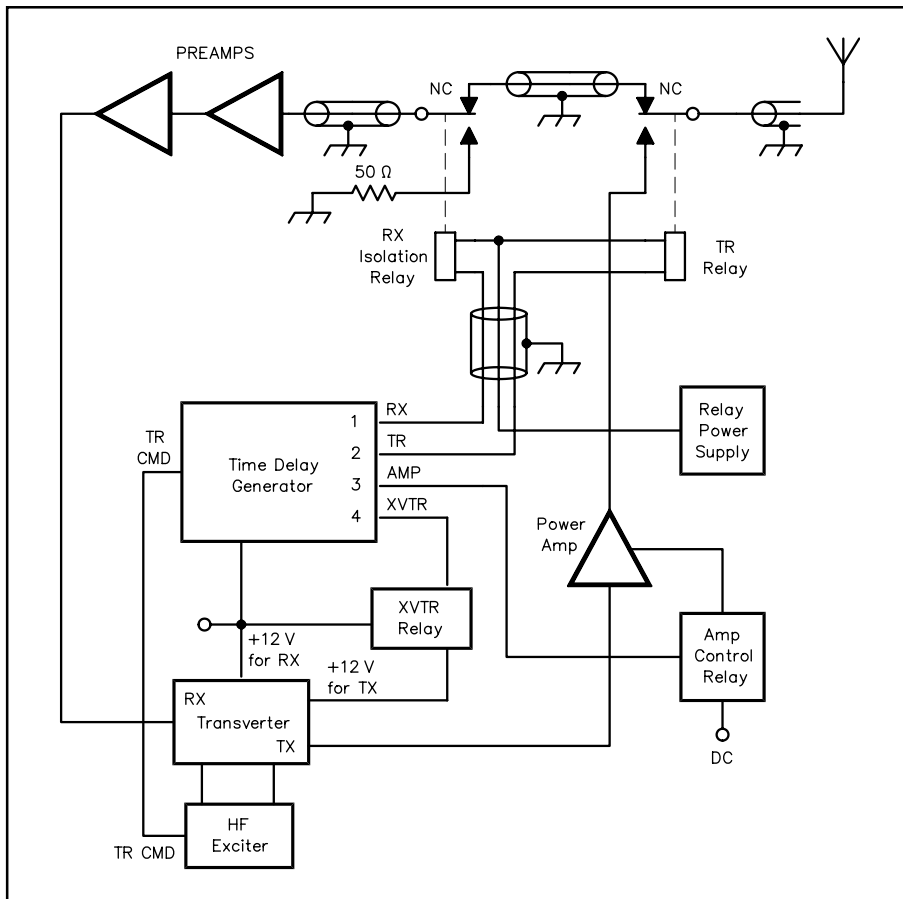 PREAMPS
NC
NC
50 Ω
RX
Isolation
Relay
TR
Relay
TR
CMD
Time Delay
Generator
1
2
3
4
RX
TR
AMP
XVTR
Relay
Power
Supply
Power
Amp
XVTR
Relay
+12 V
for RX
+12 V
for TX
Amp
Control
Relay
DC
RX
Transverter
TX
HF
Exciter
TR CMD